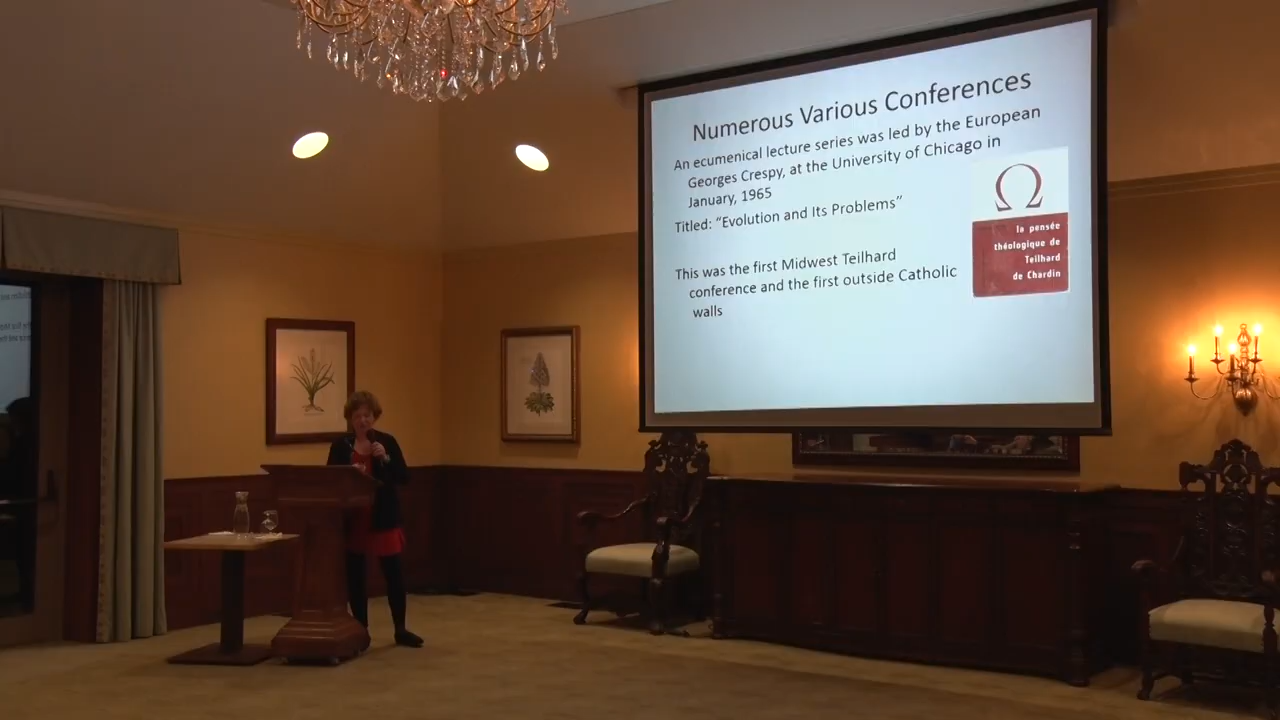 Numerous Various Conferences
An ecumenical lecture series was led by the European
Georges Crespy, at the University of Chicago in
January, 1965
Titled: “Evolution and Its Problems”
This was the first Midwest Teilhard
conference and the first outside Catholic
walls
Ω
la pensée
théologique de
Teilhard
de Chardin